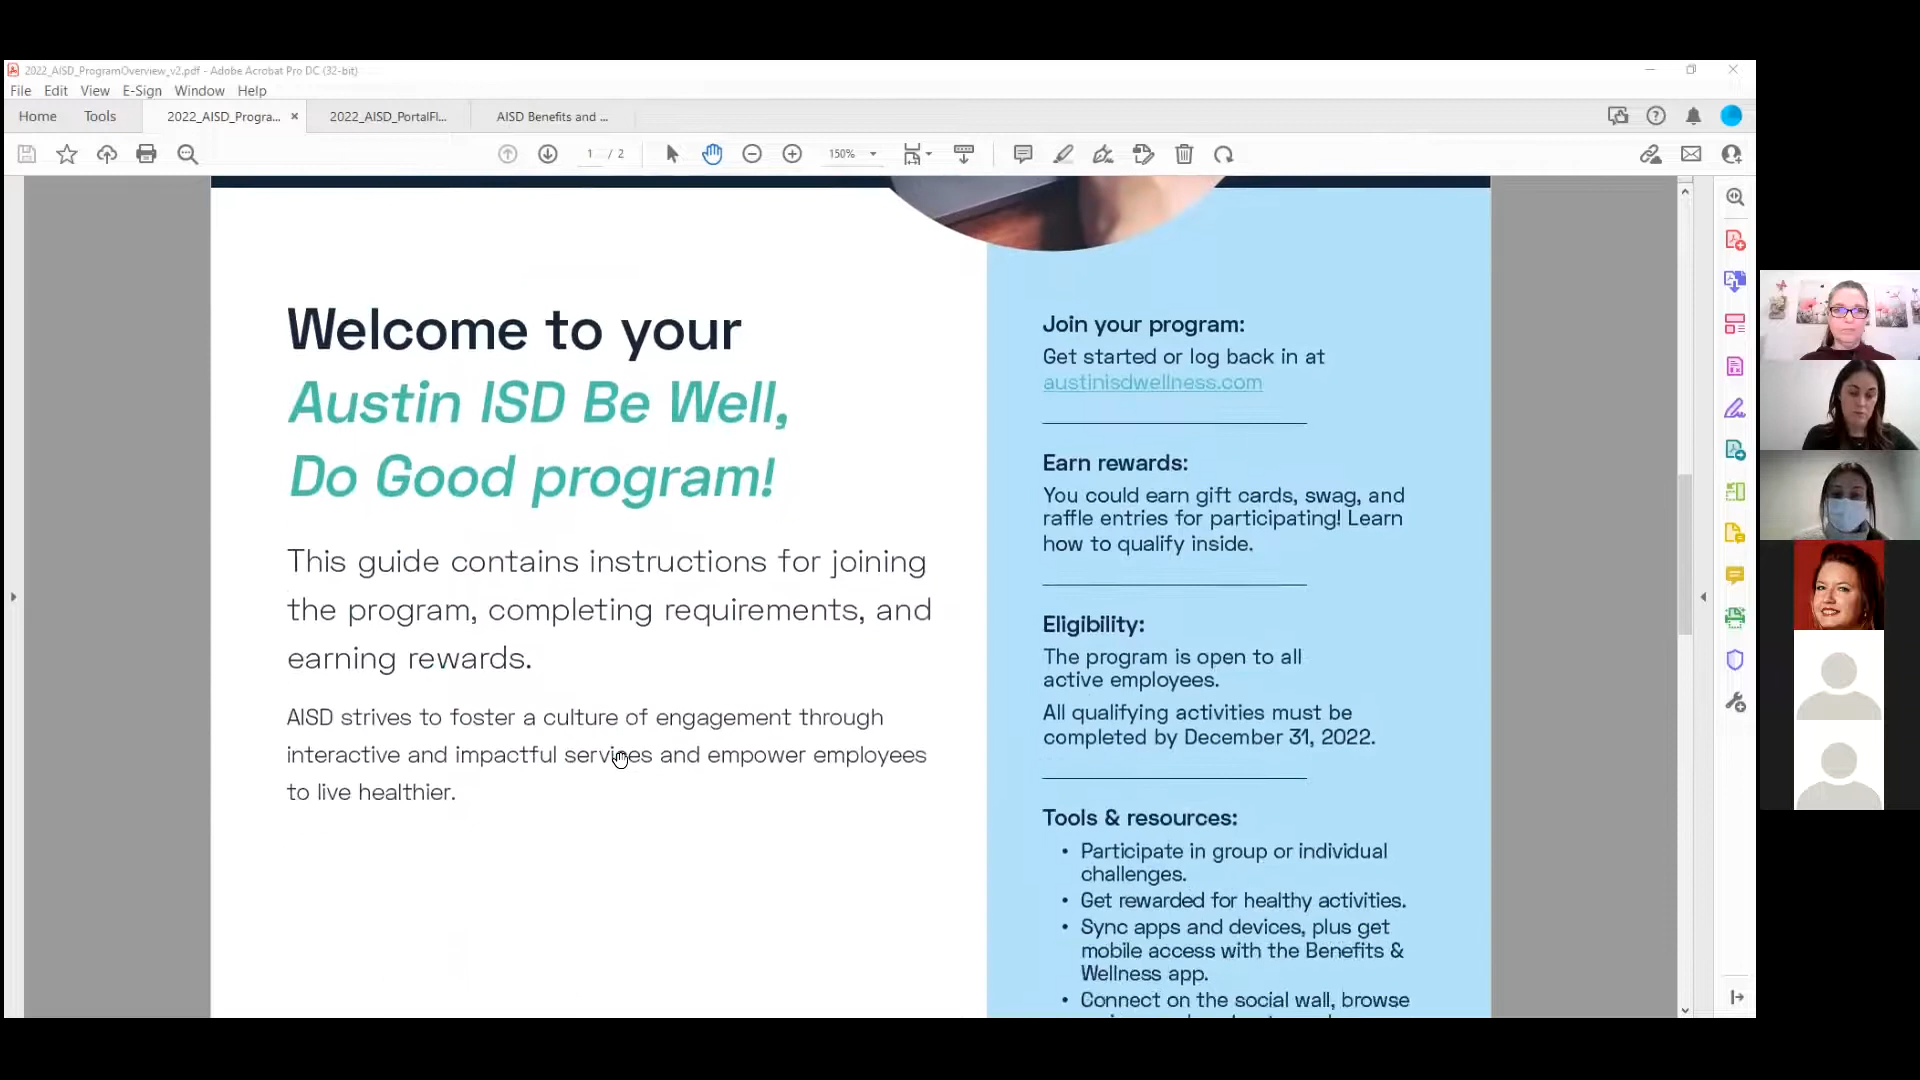 2022_AISD_ProgramOverview_v2.pdf - Adobe Acrobat Pro DC (32-bit)
File Edit View E-Sign Window Help
Home Tools 2022_AISD_Progra... × 2022_AISD_PortalFl... AISD Benefits and ...
1 / 2 150%
Welcome to your
Austin ISD Be Well,
Do Good program!
This guide contains instructions for joining
the program, completing requirements, and
earning rewards.
AISD strives to foster a culture of engagement through
interactive and impactful services and empower employees
to live healthier.
Join your program:
Get started or log back in at
austinisdwellness.com
Earn rewards:
You could earn gift cards, swag, and
raffle entries for participating! Learn
how to qualify inside.
Eligibility:
The program is open to all
active employees.
All qualifying activities must be
completed by December 31, 2022.
Tools & resources:
• Participate in group or individual
challenges.
• Get rewarded for healthy activities.
• Sync apps and devices, plus get
mobile access with the Benefits &
Wellness app.
• Connect on the social wall, browse